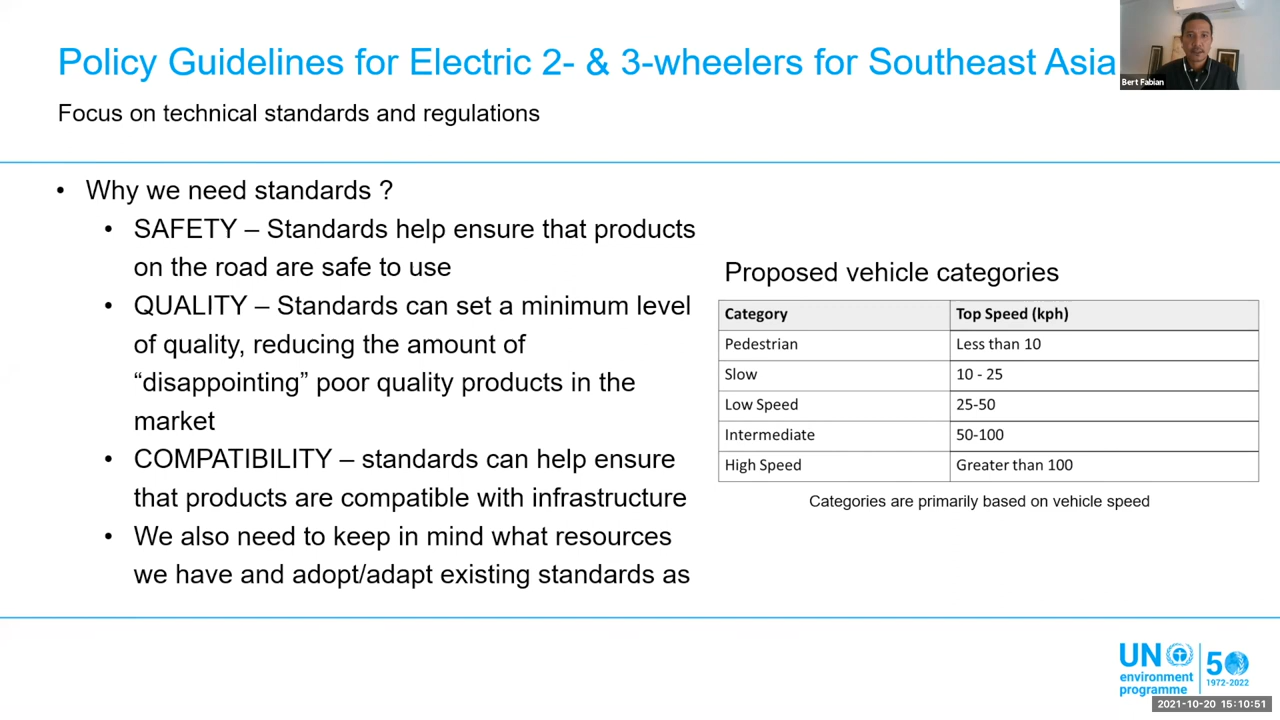 Policy Guidelines for Electric 2- & 3-wheelers for Southeast Asia
Bert Fabian
Focus on technical standards and regulations
• Why we need standards ?
• SAFETY – Standards help ensure that products
on the road are safe to use
• QUALITY – Standards can set a minimum level
of quality, reducing the amount of
“disappointing” poor quality products in the
market
• COMPATIBILITY – standards can help ensure
that products are compatible with infrastructure
• We also need to keep in mind what resources
we have and adopt/adapt existing standards as
Proposed vehicle categories
Category Top Speed (kph)
Pedestrian Less than 10
Slow 10 - 25
Low Speed 25-50
Intermediate 50-100
High Speed Greater than 100
Categories are primarily based on vehicle speed
UN
environment
programme
50
1972-2022
2021-10-20 15:10:51